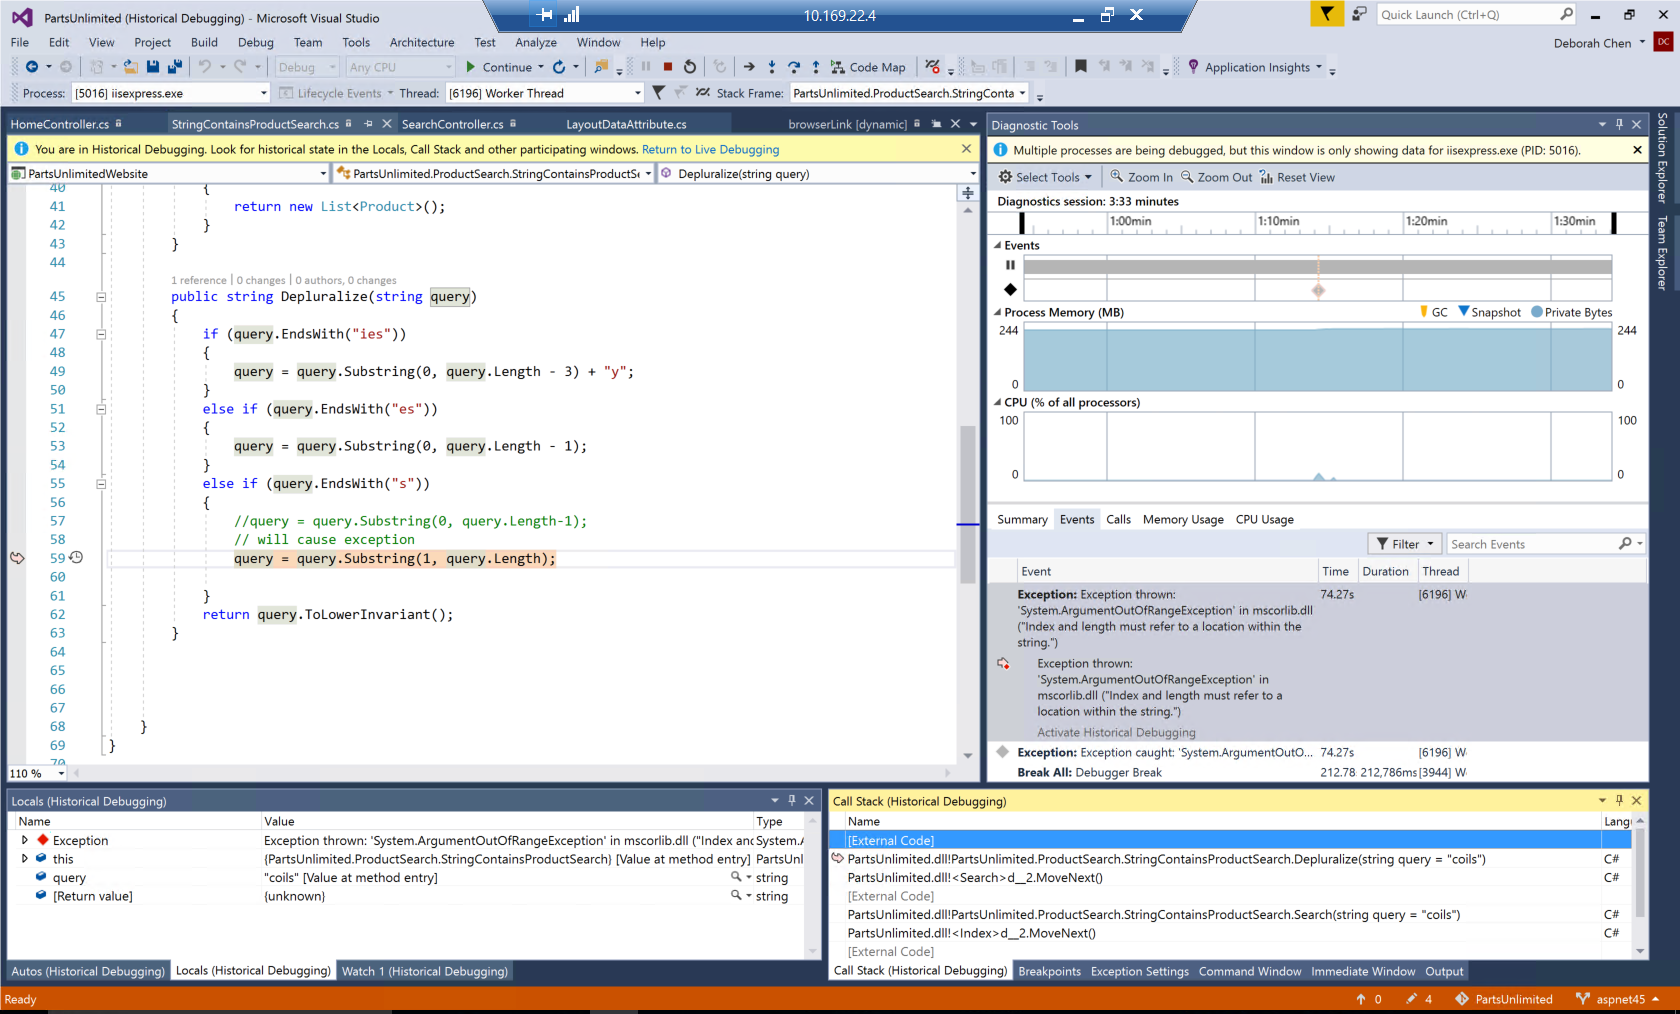 PartsUnlimited (Historical Debugging) - Microsoft Visual Studio
10.169.22.4
Quick Launch (Ctrl+Q)
File Edit View Project Build Debug Team Tools Architecture Test Analyze Window Help
Deborah Chen DC
Debug Any CPU Continue Code Map Application Insights
Process: [5016] iisexpress.exe Lifecycle Events Thread: [6196] Worker Thread Stack Frame: PartsUnlimited.ProductSearch.StringConta
HomeController.cs StringContainsProductSearch.cs SearchController.cs LayoutDataAttribute.cs browserLink [dynamic]
You are in Historical Debugging. Look for historical state in the Locals, Call Stack and other participating windows. Return to Live Debugging
PartsUnlimitedWebsite PartsUnlimited.ProductSearch.StringContainsProductSe Depluralize(string query)
40 {
41 return new List<Product>();
42 }
43 }
44
1 reference | 0 changes | 0 authors, 0 changes
45 public string Depluralize(string query)
46 {
47 if (query.EndsWith("ies"))
48 {
49 query = query.Substring(0, query.Length - 3) + "y";
50 }
51 else if (query.EndsWith("es"))
52 {
53 query = query.Substring(0, query.Length - 1);
54 }
55 else if (query.EndsWith("s"))
56 {
57 //query = query.Substring(0, query.Length-1);
58 // will cause exception
59 query = query.Substring(1, query.Length);
60
61 }
62 return query.ToLowerInvariant();
63 }
64
65
66
67
68 }
69 }
70
110 %
Diagnostic Tools
Multiple processes are being debugged, but this window is only showing data for iisexpress.exe (PID: 5016).
Select Tools Zoom In Zoom Out Reset View
Diagnostics session: 3:33 minutes
1:00min 1:10min 1:20min 1:30min
Events
Process Memory (MB) GC Snapshot Private Bytes
244 244
0 0
CPU (% of all processors)
100 100
0 0
Summary Events Calls Memory Usage CPU Usage
Filter Search Events
Event Time Duration Thread
Exception: Exception thrown: 74.27s [6196] W
'System.ArgumentOutOfRangeException' in mscorlib.dll
("Index and length must refer to a location within the
string.")
Exception thrown:
'System.ArgumentOutOfRangeException' in
mscorlib.dll ("Index and length must refer to a
location within the string.")
Activate Historical Debugging
Exception: Exception caught: 'System.ArgumentOutO... 74.27s [6196] W
Break All: Debugger Break 212.78 212,786ms [3944] W
Solution Explorer
Team Explorer
Locals (Historical Debugging)
Name Value Type
Exception Exception thrown: 'System.ArgumentOutOfRangeException' in mscorlib.dll ("Index anc System.A
this {PartsUnlimited.ProductSearch.StringContainsProductSearch} [Value at method entry] PartsUnl
query "coils" [Value at method entry] string
[Return value] {unknown} string
Autos (Historical Debugging) Locals (Historical Debugging) Watch 1 (Historical Debugging)
Call Stack (Historical Debugging)
Name Langu
[External Code]
PartsUnlimited.dll!PartsUnlimited.ProductSearch.StringContainsProductSearch.Depluralize(string query = "coils") C#
PartsUnlimited.dll!<Search>d__2.MoveNext() C#
[External Code]
PartsUnlimited.dll!PartsUnlimited.ProductSearch.StringContainsProductSearch.Search(string query = "coils") C#
PartsUnlimited.dll!<Index>d__2.MoveNext() C#
[External Code]
Call Stack (Historical Debugging) Breakpoints Exception Settings Command Window Immediate Window Output
Ready 0 4 PartsUnlimited aspnet45